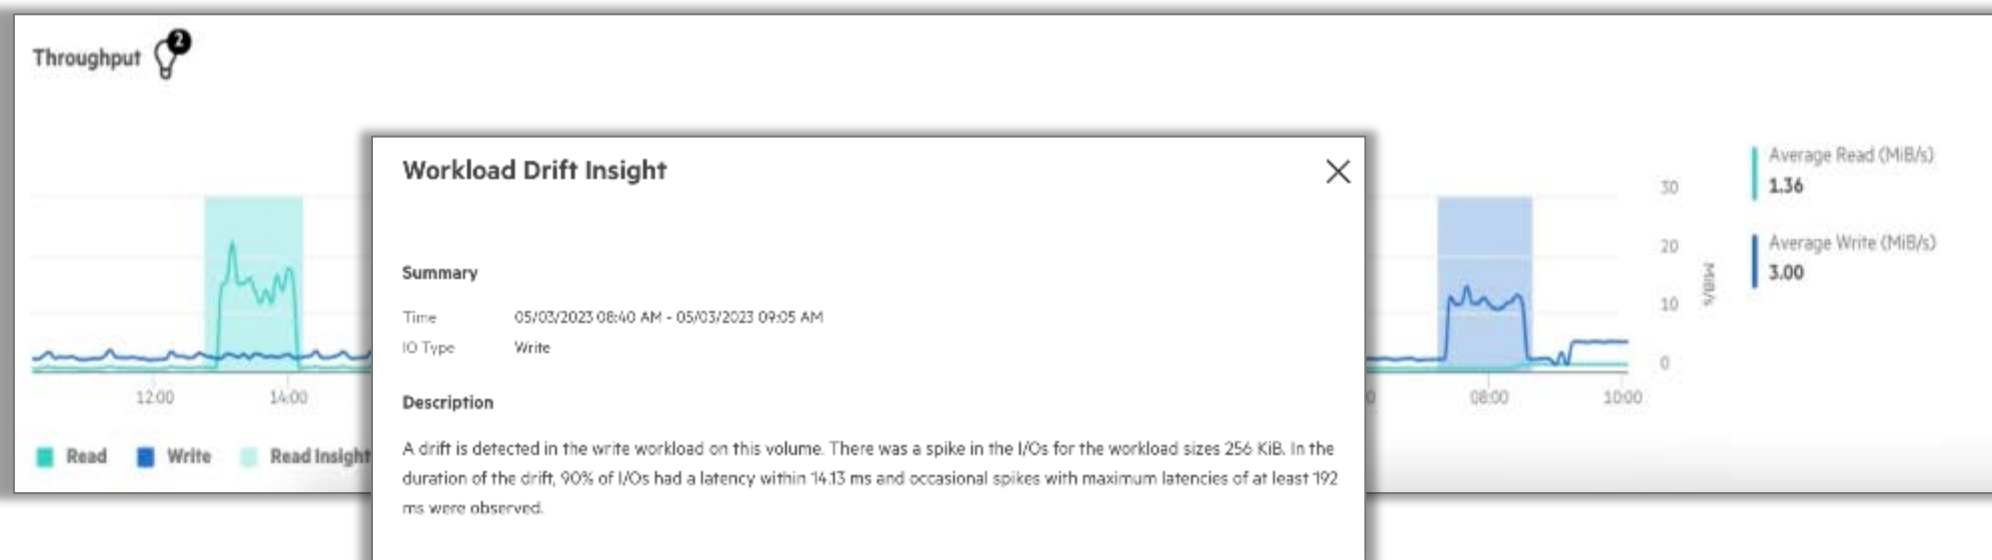 Throughput 2
Workload Drift Insight
Summary
Time 05/03/2023 08:40 AM - 05/03/2023 09:05 AM
IO Type Write
Description
A drift is detected in the write workload on this volume. There was a spike in the I/Os for the workload sizes 256 KiB. In the
duration of the drift, 90% of I/Os had a latency within 14.13 ms and occasional spikes with maximum latencies of at least 192
ms were observed.
12:00 14:00
Read Write Read Insight
0 08:00 10:00
30
20
10
0
MiB/s
Average Read (MiB/s)
1.36
Average Write (MiB/s)
3.00